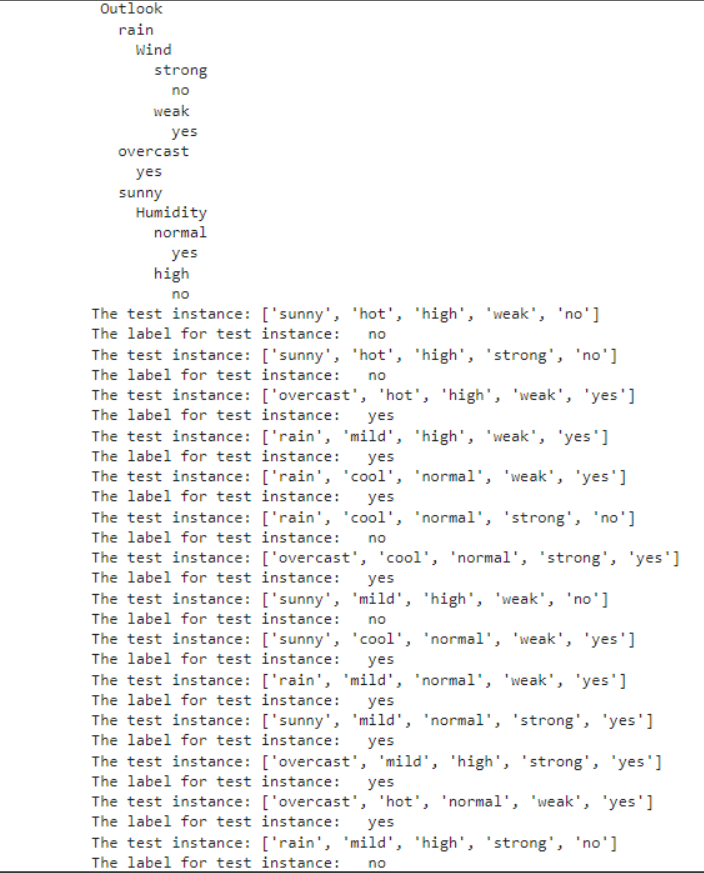 Outlook
rain
Wind
strong
no
weak
yes
overcast
yes
sunny
Humidity
normal
yes
high
no
The test instance: ['sunny', 'hot', 'high', 'weak', 'no']
The label for test instance: no
The test instance: ['sunny', 'hot', 'high', 'strong', 'no']
The label for test instance: no
The test instance: ['overcast', 'hot', 'high', 'weak', 'yes']
The label for test instance: yes
The test instance: ['rain', 'mild', 'high', 'weak', 'yes']
The label for test instance: yes
The test instance: ['rain', 'cool', 'normal', 'weak', 'yes']
The label for test instance: yes
The test instance: ['rain', 'cool', 'normal', 'strong', 'no']
The label for test instance: no
The test instance: ['overcast', 'cool', 'normal', 'strong', 'yes']
The label for test instance: yes
The test instance: ['sunny', 'mild', 'high', 'weak', 'no']
The label for test instance: no
The test instance: ['sunny', 'cool', 'normal', 'weak', 'yes']
The label for test instance: yes
The test instance: ['rain', 'mild', 'normal', 'weak', 'yes']
The label for test instance: yes
The test instance: ['sunny', 'mild', 'normal', 'strong', 'yes']
The label for test instance: yes
The test instance: ['overcast', 'mild', 'high', 'strong', 'yes']
The label for test instance: yes
The test instance: ['overcast', 'hot', 'normal', 'weak', 'yes']
The label for test instance: yes
The test instance: ['rain', 'mild', 'high', 'strong', 'no']
The label for test instance: no